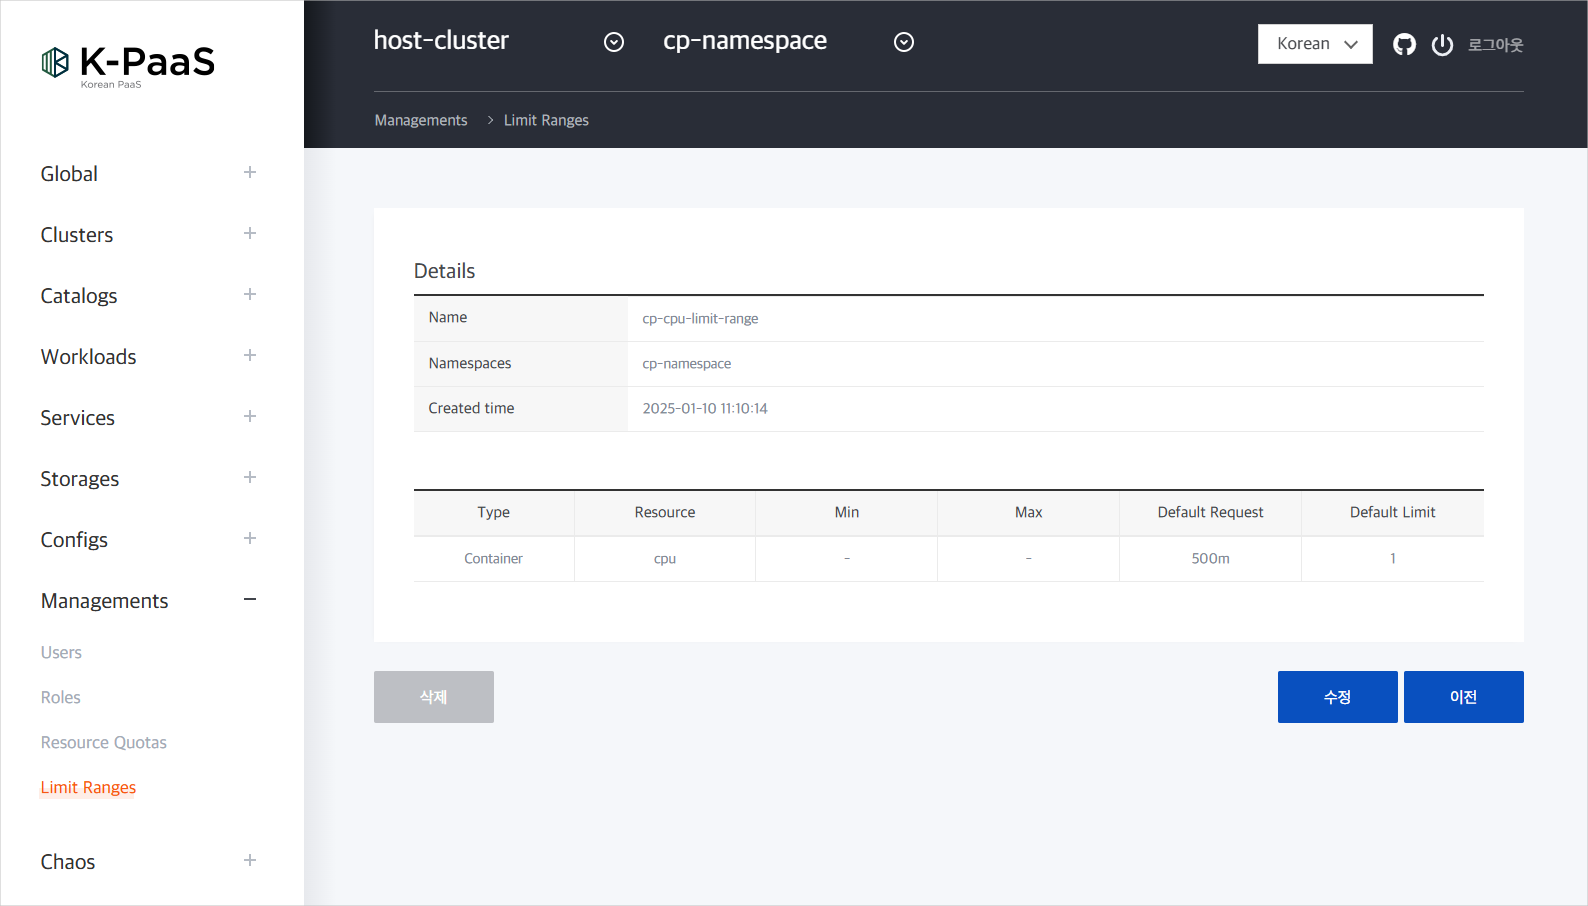 K-PaaS
Korean PaaS
Global
Clusters
Catalogs
Workloads
Services
Storages
Configs
Managements
Users
Roles
Resource Quotas
Limit Ranges
Chaos
host-cluster
cp-namespace
Korean
로그아웃
Managements > Limit Ranges
Details
Name cp-cpu-limit-range
Namespaces cp-namespace
Created time 2025-01-10 11:10:14
Type Resource Min Max Default Request Default Limit
Container cpu - - 500m 1
삭제
수정
이전